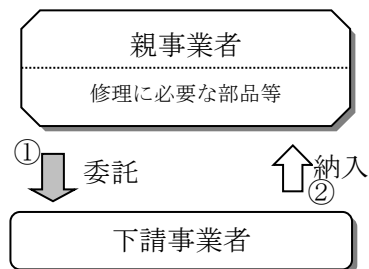 親事業者
修理に必要な部品等
①
委託
納入
②
下請事業者